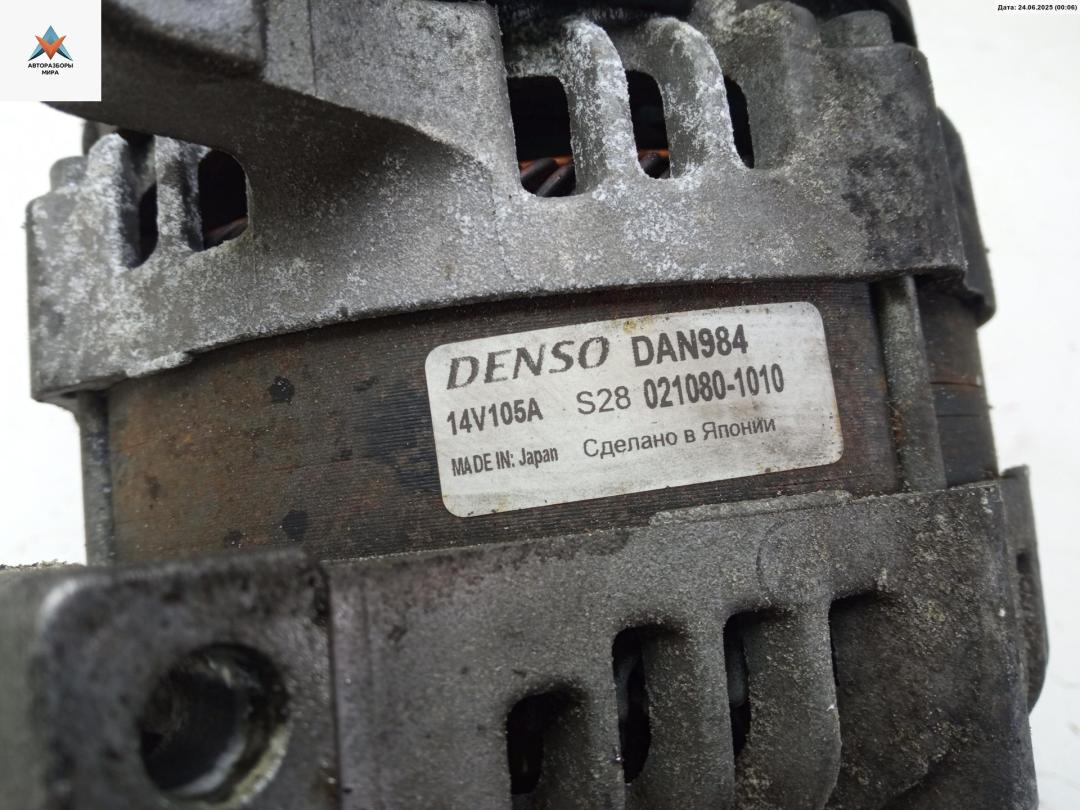 АВТОРАЗБОРЫ
МИРА
Дата: 24.06.2025 (00:06)
DENSO DAN984
14V105A S28 021080-1010
MADE IN: Japan Сделано в Японии